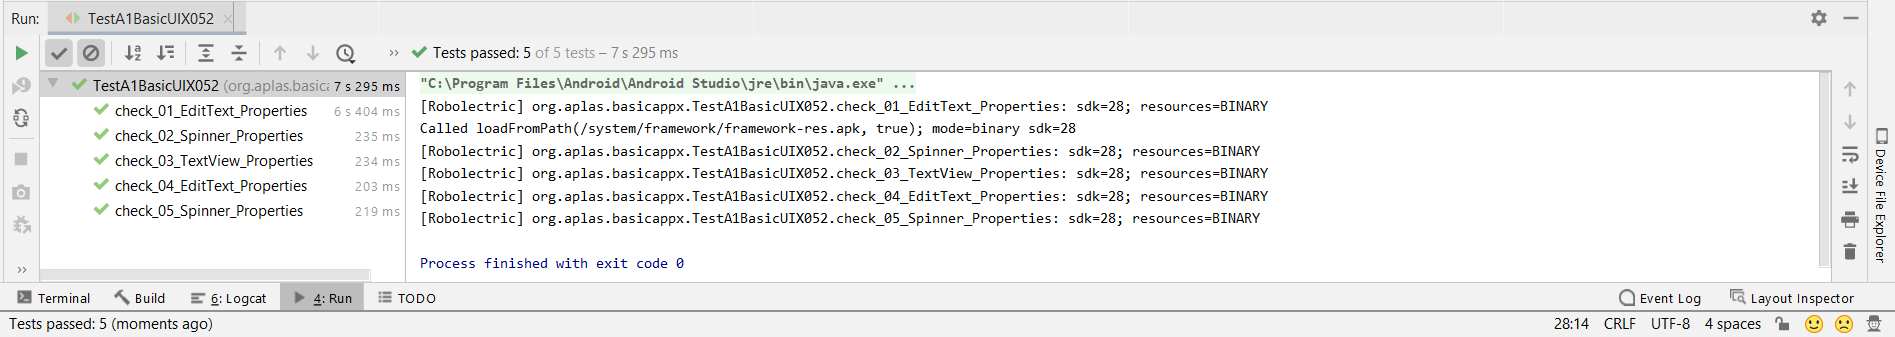 Run: TestA1BasicUIX052
Tests passed: 5 of 5 tests – 7 s 295 ms
TestA1BasicUIX052 (org.aplas.basica 7 s 295 ms
check_01_EditText_Properties 6 s 404 ms
check_02_Spinner_Properties 235 ms
check_03_TextView_Properties 234 ms
check_04_EditText_Properties 203 ms
check_05_Spinner_Properties 219 ms
"C:\Program Files\Android\Android Studio\jre\bin\java.exe" ...
[Robolectric] org.aplas.basicappx.TestA1BasicUIX052.check_01_EditText_Properties: sdk=28; resources=BINARY
Called loadFromPath(/system/framework/framework-res.apk, true); mode=binary sdk=28
[Robolectric] org.aplas.basicappx.TestA1BasicUIX052.check_02_Spinner_Properties: sdk=28; resources=BINARY
[Robolectric] org.aplas.basicappx.TestA1BasicUIX052.check_03_TextView_Properties: sdk=28; resources=BINARY
[Robolectric] org.aplas.basicappx.TestA1BasicUIX052.check_04_EditText_Properties: sdk=28; resources=BINARY
[Robolectric] org.aplas.basicappx.TestA1BasicUIX052.check_05_Spinner_Properties: sdk=28; resources=BINARY
Process finished with exit code 0
Device File Explorer
Terminal Build 6: Logcat 4: Run TODO Event Log Layout Inspector
Tests passed: 5 (moments ago) 28:14 CRLF UTF-8 4 spaces